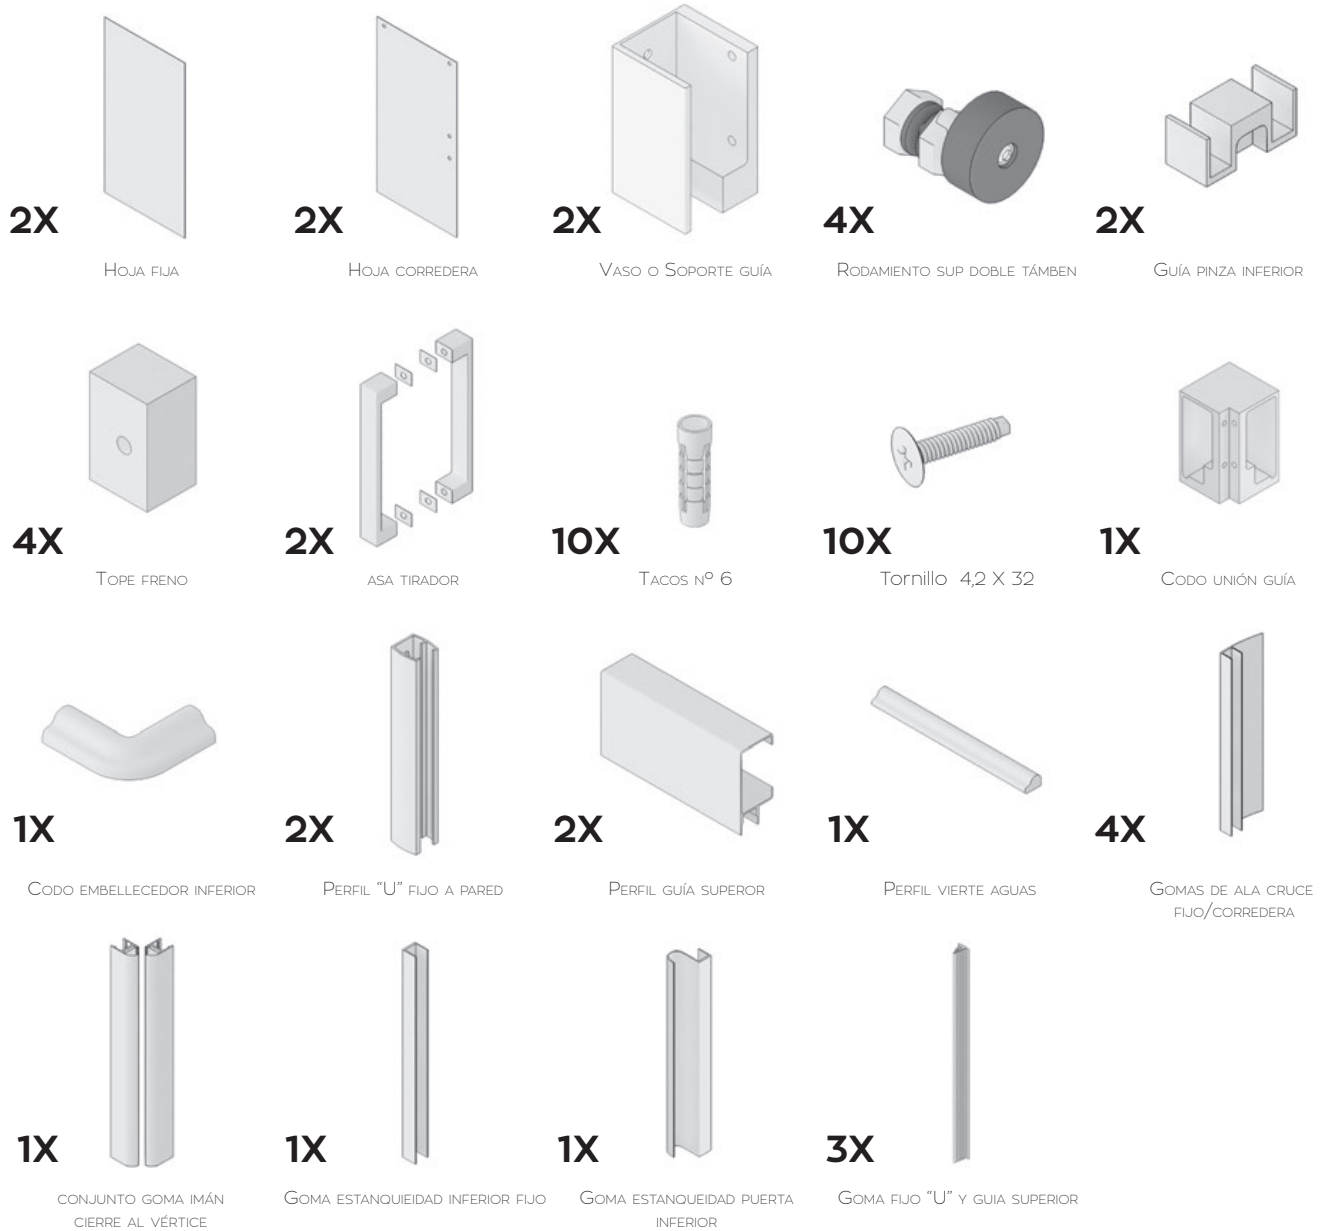 2X
2X
2X
4X
2X
Hoja fija
Hoja corredera
Vaso o Soporte guía
Rodamiento sup doble támben
Guía pinza inferior
4X
2X
10X
10X
1X
Tope freno
asa tirador
Tacos nº 6
Tornillo 4,2 X 32
Codo unión guía
1X
2X
2X
1X
4X
Codo embellecedor inferior
Perfil "U" fijo a pared
Perfil guía superor
Perfil vierte aguas
Gomas de ala cruce
fijo/corredera
1X
1X
1X
3X
conjunto goma imán
cierre al vértice
Goma estanquieidad inferior fijo
Goma estanqueidad puerta
inferior
Goma fijo "U" y guia superior